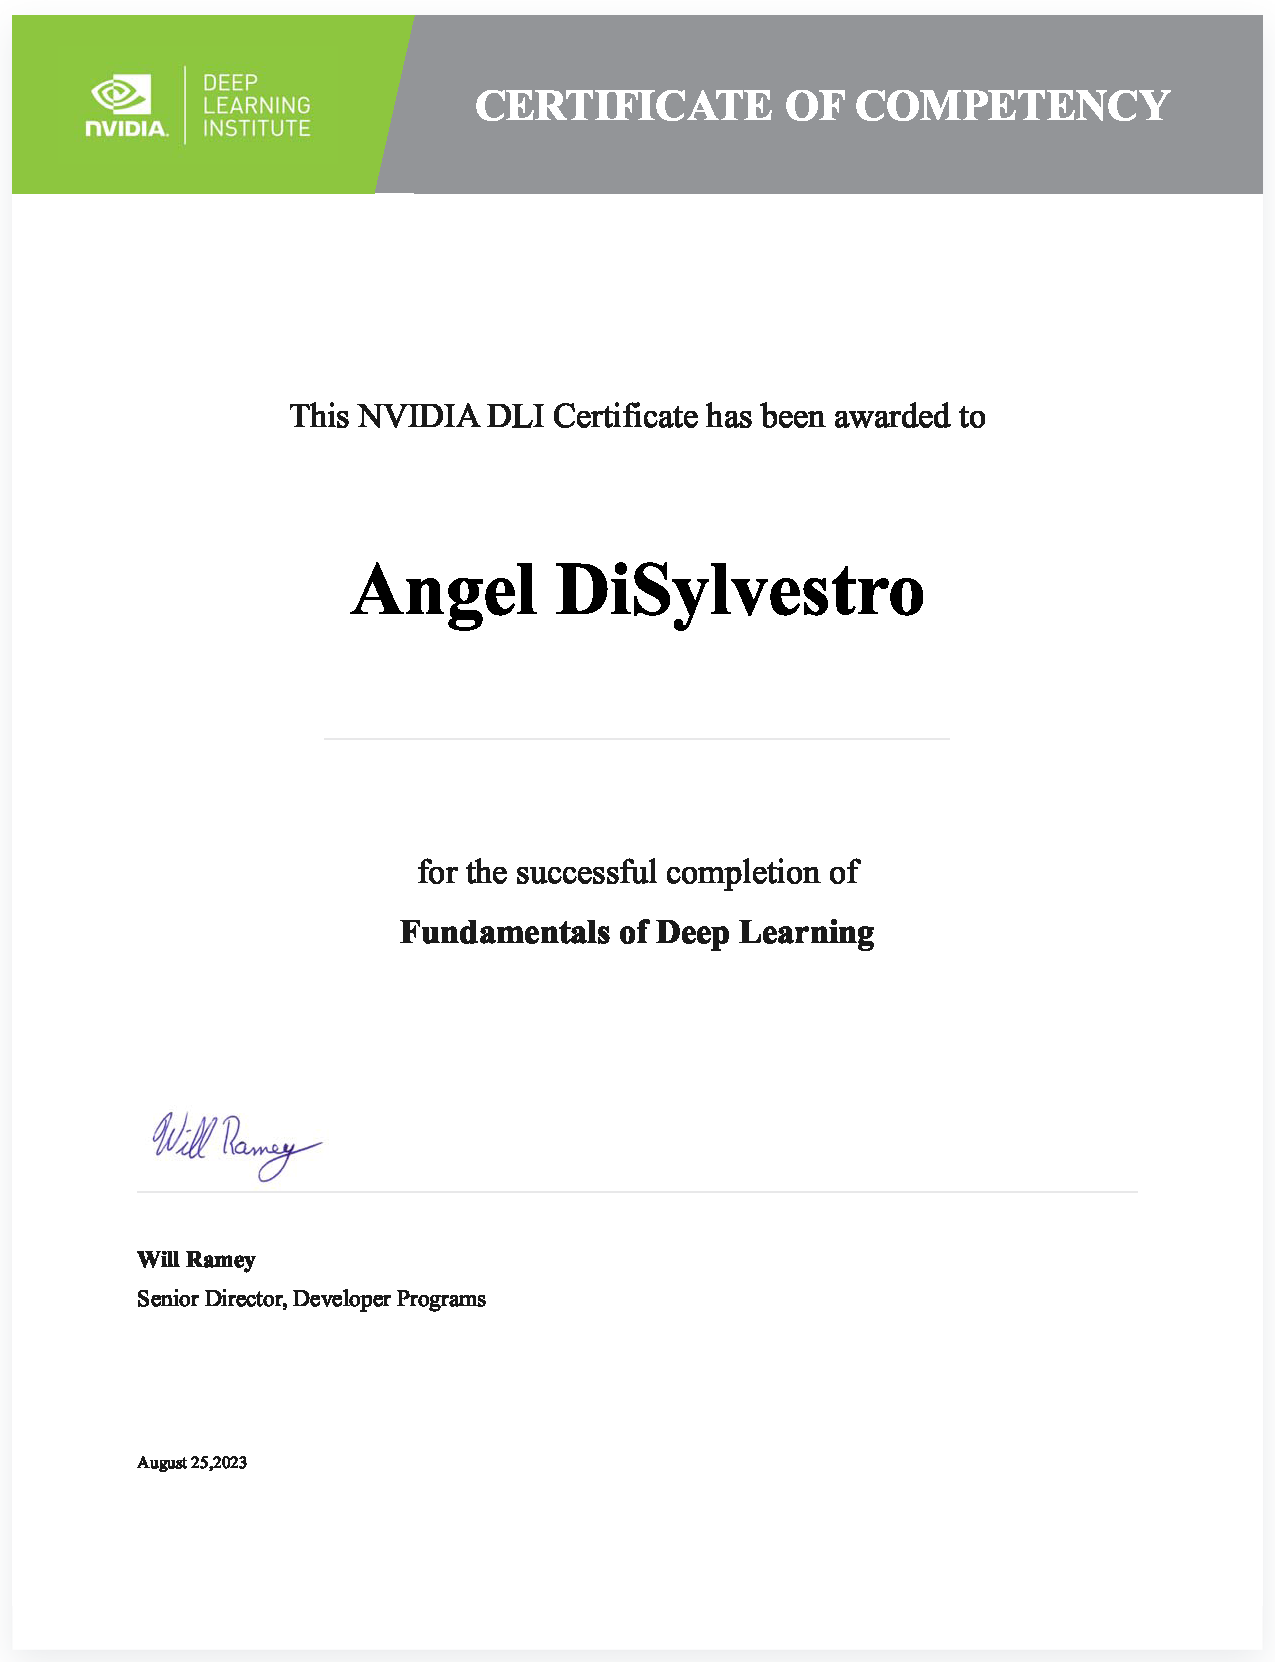 NVIDIA.
DEEP
LEARNING
INSTITUTE
CERTIFICATE OF COMPETENCY
This NVIDIA DLI Certificate has been awarded to
Angel DiSylvestro
for the successful completion of
Fundamentals of Deep Learning
Will Ramey
Will Ramey
Senior Director, Developer Programs
August 25,2023